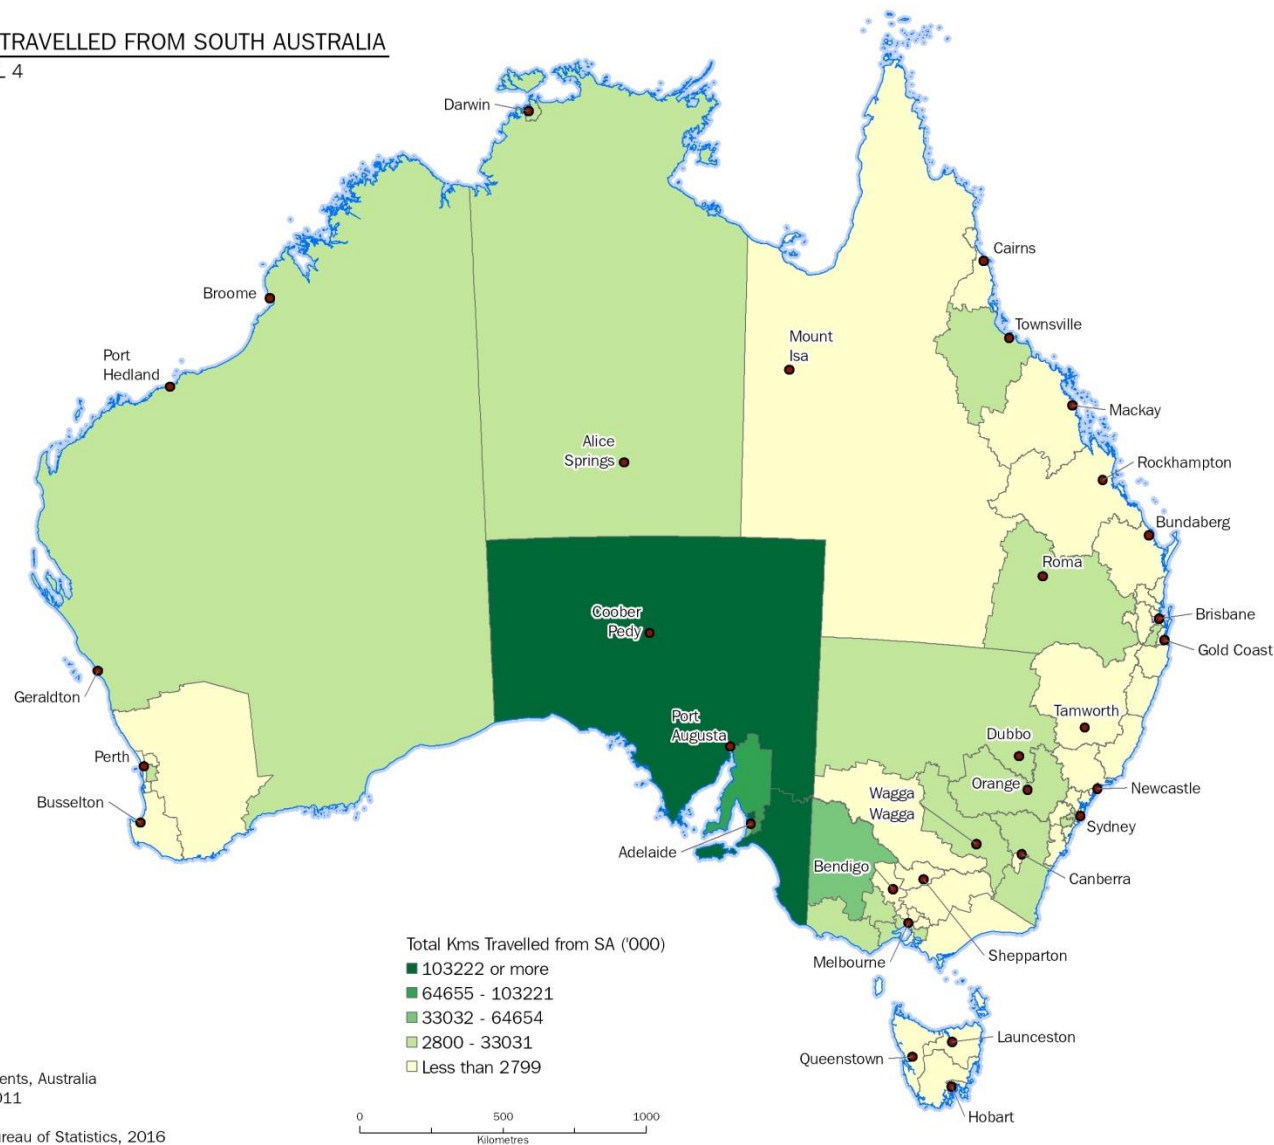 TRAVELLED FROM SOUTH AUSTRALIA
L 4
Darwin
Cairns
Broome
Townsville
Mount
Isa
Port
Hedland
Mackay
Alice
Springs
Rockhampton
Bundaberg
Roma
Coober
Pedy
Brisbane
Gold Coast
Geraldton
Port
Augusta
Tamworth
Dubbo
Perth
Orange
Newcastle
Busselton
Wagga
Wagga
Sydney
Adelaide
Bendigo
Canberra
Total Kms Travelled from SA ('000)
103222 or more
64655 - 103221
33032 - 64654
2800 - 33031
Less than 2799
Melbourne
Shepparton
Launceston
Queenstown
Hobart
ents, Australia
011
reau of Statistics, 2016
0 500 1000
Kilometres